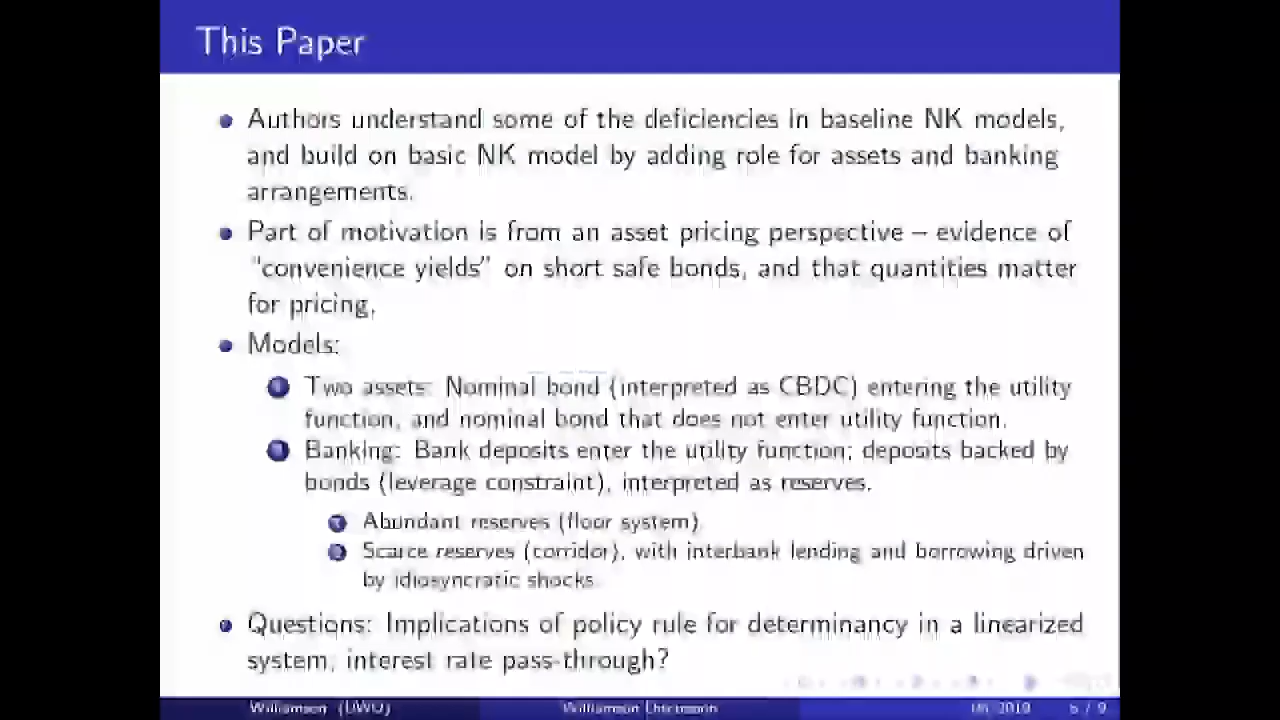 This Paper
Authors understand some of the deficiencies in baseline NK models,
and build on basic NK model by adding role for assets and banking
arrangements.
Part of motivation is from an asset pricing perspective – evidence of
"convenience yields" on short safe bonds, and that quantities matter
for pricing.
Models:
Two assets: Nominal bond (interpreted as CBDC) entering the utility
function, and nominal bond that does not enter utility function.
Banking: Bank deposits enter the utility function; deposits backed by
bonds (leverage constraint), interpreted as reserves.
Abundant reserves (floor system).
Scarce reserves (corridor), with interbank lending and borrowing driven
by idiosyncratic shocks.
Questions: Implications of policy rule for determinancy in a linearized
system, interest rate pass-through?
Williamson (UWO)
Williamson
2019
/ 9